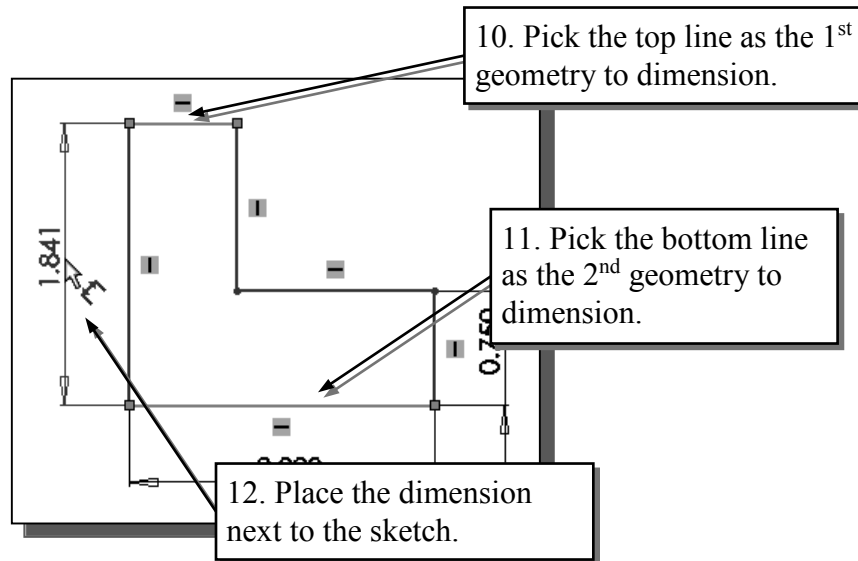 10. Pick the top line as the 1st
geometry to dimension.
1.841
11. Pick the bottom line
as the 2nd geometry to
dimension.
12. Place the dimension
next to the sketch.